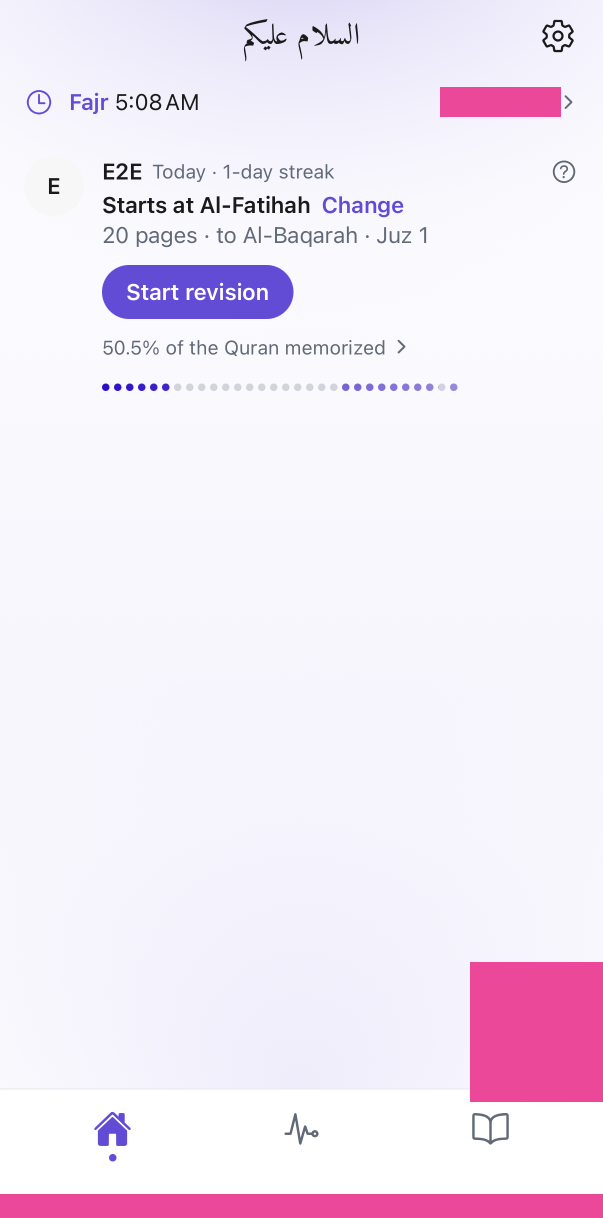 السلام عليكم
Fajr 5:08 AM
E E2E Today · 1-day streak
Starts at Al-Fatihah Change
20 pages · to Al-Baqarah · Juz 1
Start revision
50.5% of the Quran memorized